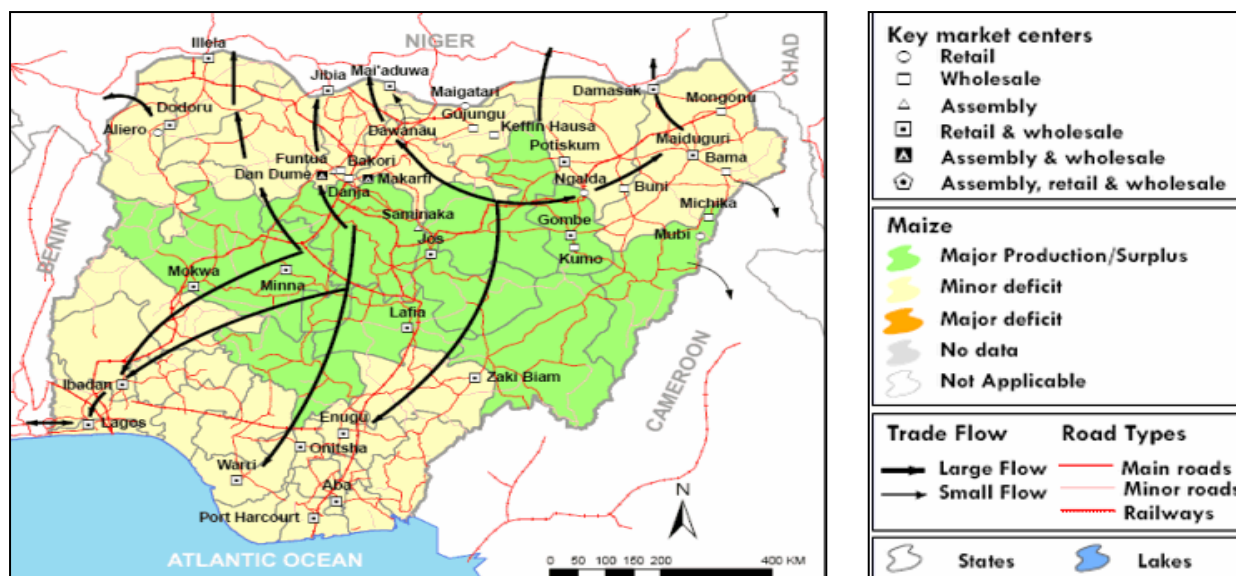 NIGER
CHAD
Illela
Jibia
Mai'aduwa
Maigatari
Damasak
Mongonu
Dodoru
Aliero
Gujungu
Dawanau
Keffin Hausa
Maiduguri
Potiskum
Bama
Funtua
Bakori
Dan Dume
Makarfi
Danja
Ngalda
Buni
Michika
Saminaka
Gombe
Mubi
Jos
Kumo
BENIN
Mokwa
Minna
Lafia
CAMEROON
Ibadan
Zaki Biam
Lagos
Enugu
Onitsha
Warri
Aba
Port Harcourt
N
ATLANTIC OCEAN
0 50 100 150 200 400 KM
Key market centers
Retail
Wholesale
Assembly
Retail & wholesale
Assembly & wholesale
Assembly, retail & wholesale
Maize
Major Production/Surplus
Minor deficit
Major deficit
No data
Not Applicable
Trade Flow
Road Types
Large Flow
Main roads
Small Flow
Minor roads
Railways
States
Lakes